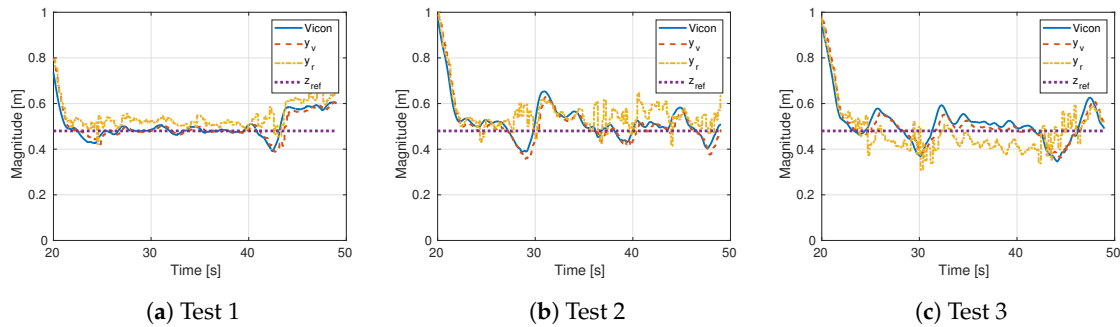 1
0.8
0.6
0.4
0.2
0
Magnitude [m]
20 30 40 50
Time [s]
Vicon
y_v
y_r
z_ref
(a) Test 1
1
0.8
0.6
0.4
0.2
0
Magnitude [m]
20 30 40 50
Time [s]
Vicon
y_v
y_r
z_ref
(b) Test 2
1
0.8
0.6
0.4
0.2
0
Magnitude [m]
20 30 40 50
Time [s]
Vicon
y_v
y_r
z_ref
(c) Test 3